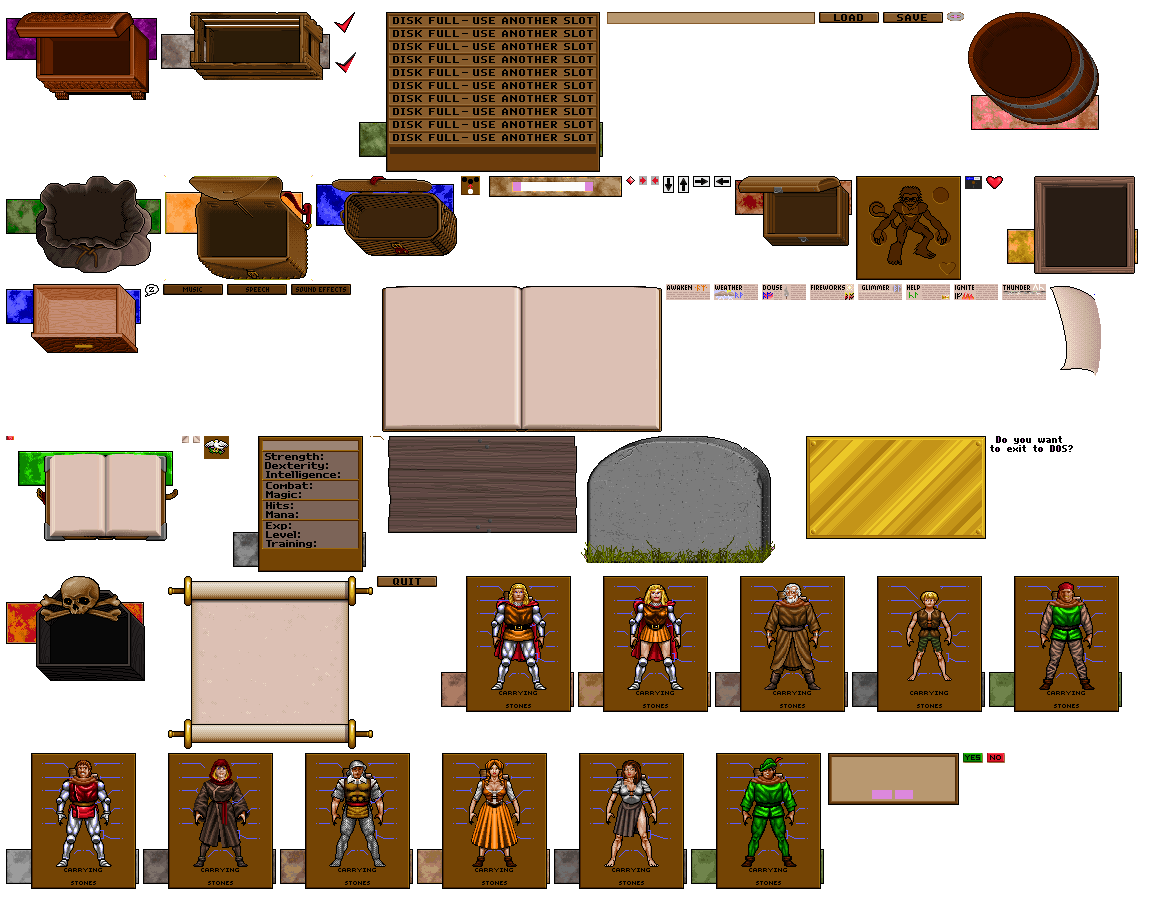 DISK FULL-USE ANOTHER SLOT
DISK FULL-USE ANOTHER SLOT
DISK FULL-USE ANOTHER SLOT
DISK FULL-USE ANOTHER SLOT
DISK FULL-USE ANOTHER SLOT
DISK FULL-USE ANOTHER SLOT
DISK FULL-USE ANOTHER SLOT
DISK FULL-USE ANOTHER SLOT
DISK FULL-USE ANOTHER SLOT
DISK FULL-USE ANOTHER SLOT
LOAD
SAVE
Z
MUSIC
SPEECH
SOUND EFFECTS
AWAKEN
WEATHER
DOUSE
FIREWORKS
GLIMMER
HELP
IGNITE
THUNDER
Strength:
Dexterity:
Intelligence:
Combat:
Magic:
Hits:
Mana:
Exp:
Level:
Training:
Do you want
to exit to DOS?
QUIT
CARRYING
STONES
CARRYING
STONES
CARRYING
STONES
CARRYING
STONES
CARRYING
STONES
CARRYING
STONES
CARRYING
STONES
CARRYING
STONES
CARRYING
STONES
CARRYING
STONES
CARRYING
STONES
YES
NO